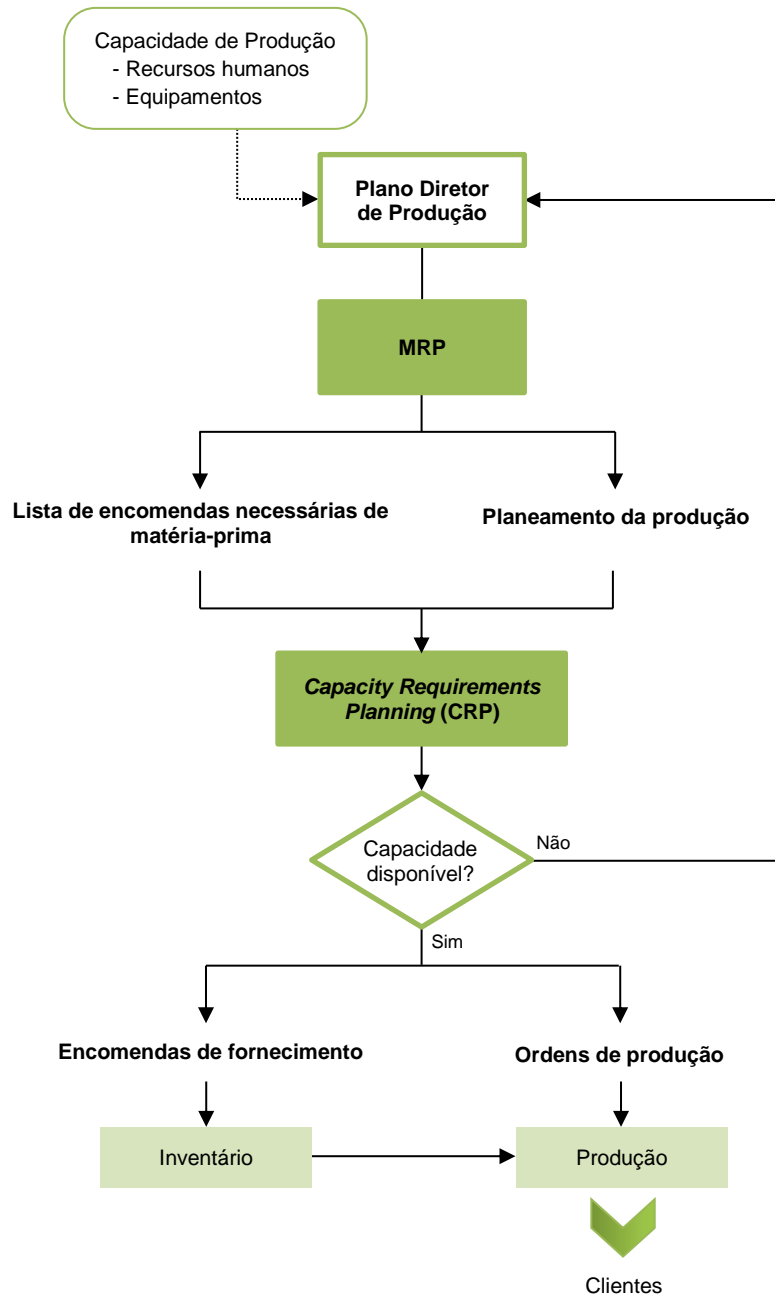 Capacidade de Produção
- Recursos humanos
- Equipamentos
Plano Diretor
de Produção
MRP
Lista de encomendas necessárias de
matéria-prima
Planeamento da produção
Capacity Requirements
Planning (CRP)
Capacidade
disponível?
Não
Sim
Encomendas de fornecimento
Ordens de produção
Inventário
Produção
Clientes